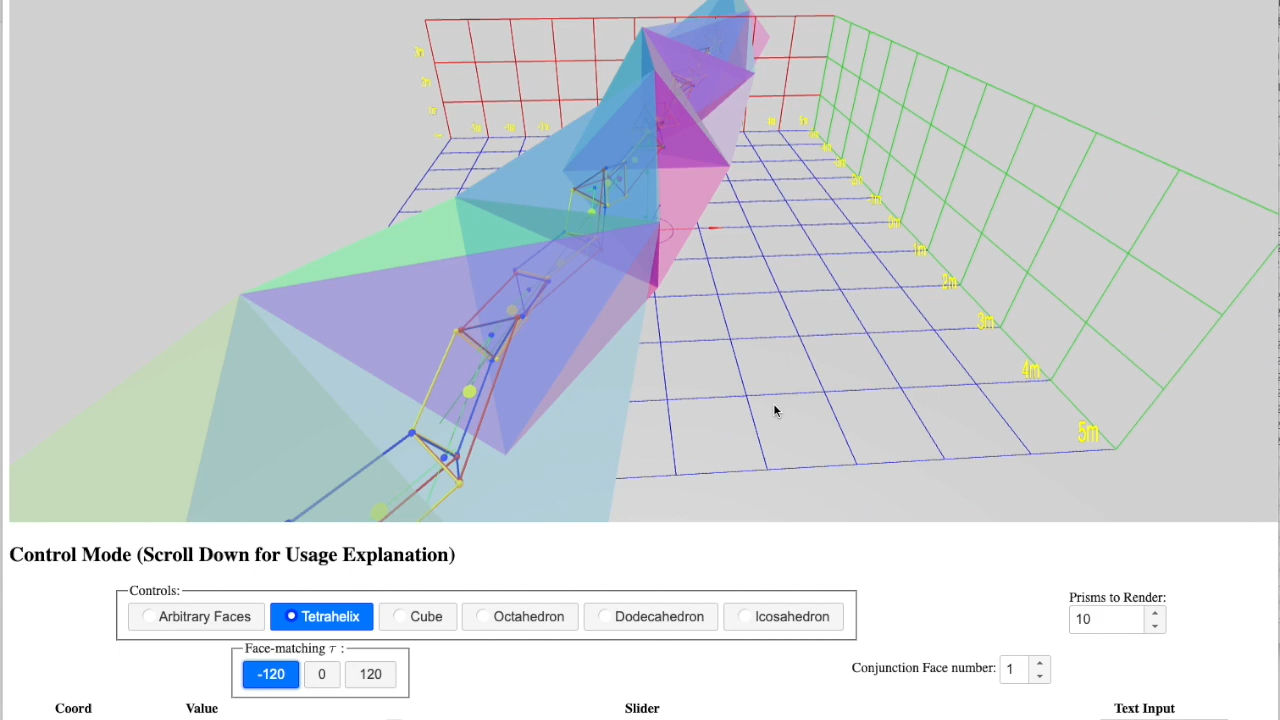 1m
2m
3m
4m
5m
Control Mode (Scroll Down for Usage Explanation)
Controls:
Arbitrary Faces
Tetrahelix
Cube
Octahedron
Dodecahedron
Icosahedron
Prisms to Render:
10
Face-matching τ :
-120
0
120
Conjunction Face number:
1
Coord Value Slider Text Input